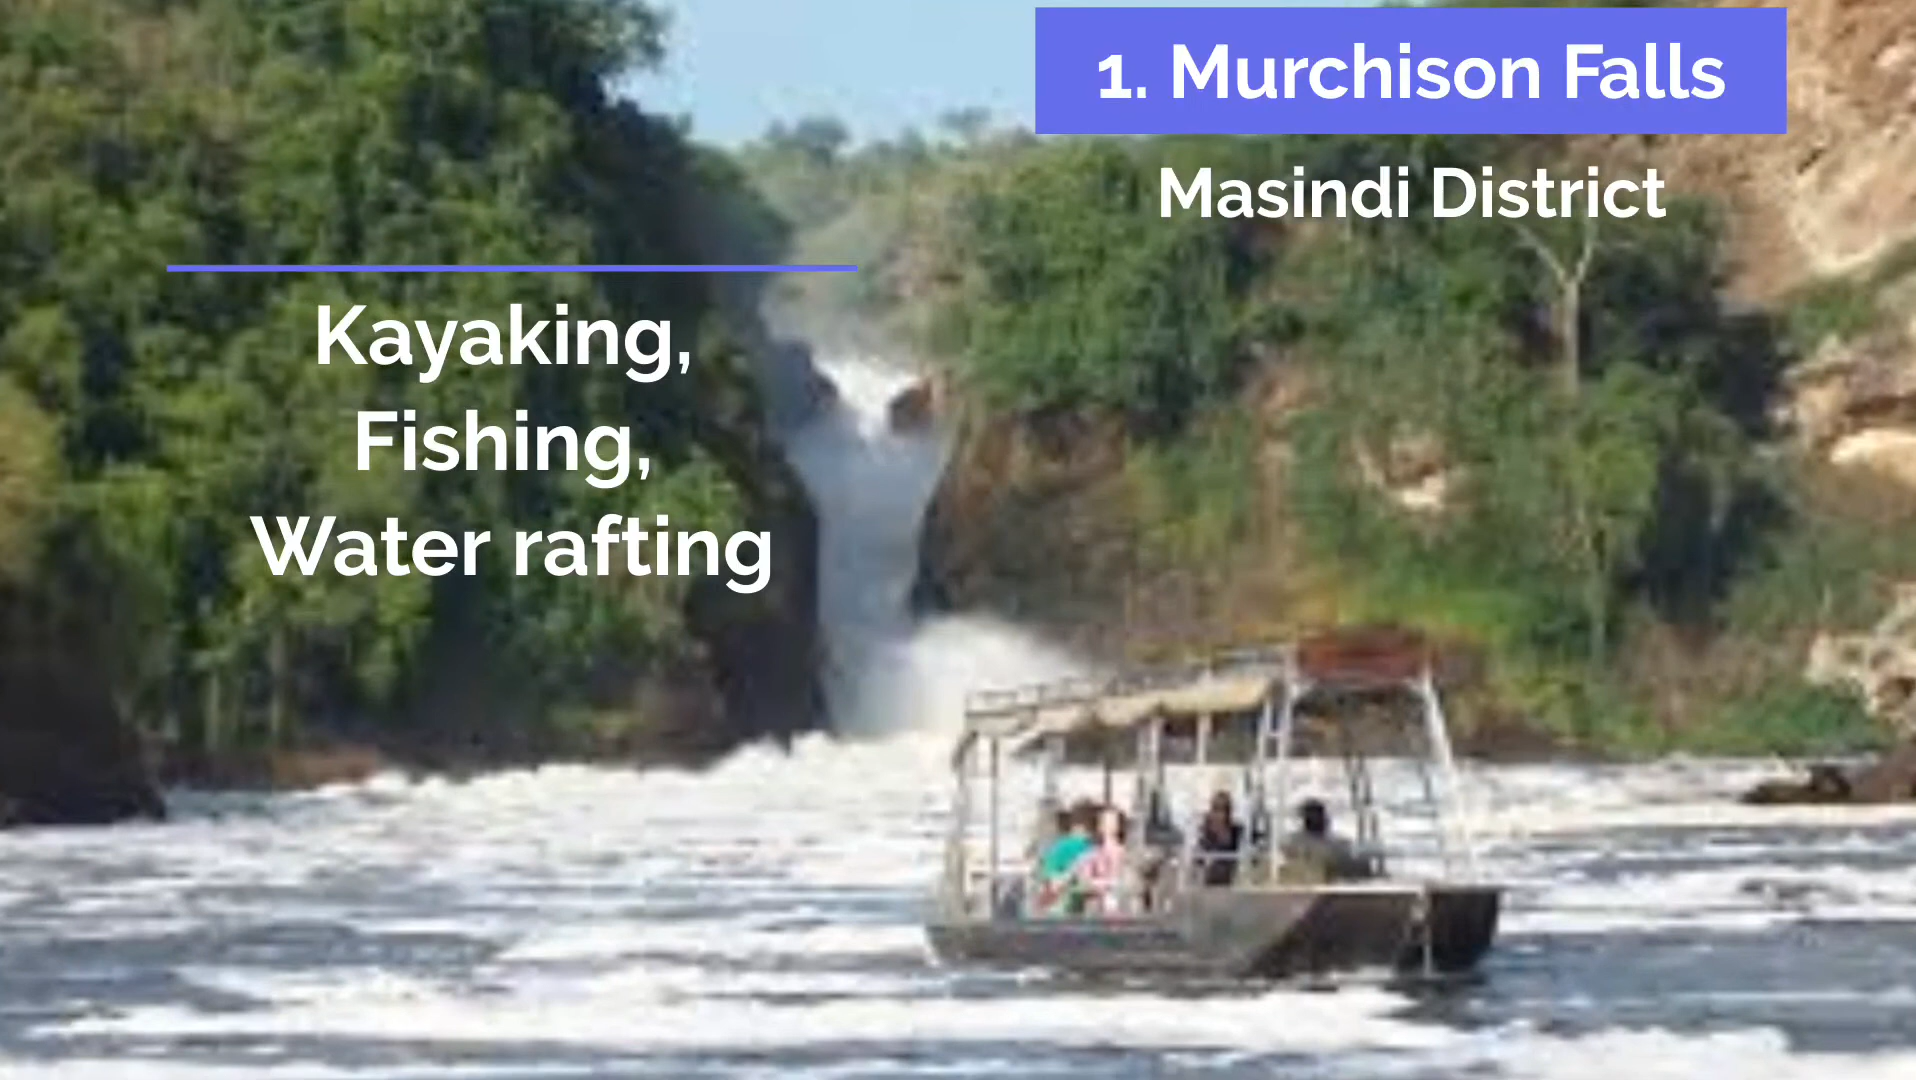 1. Murchison Falls
Masindi District
Kayaking,
Fishing,
Water rafting